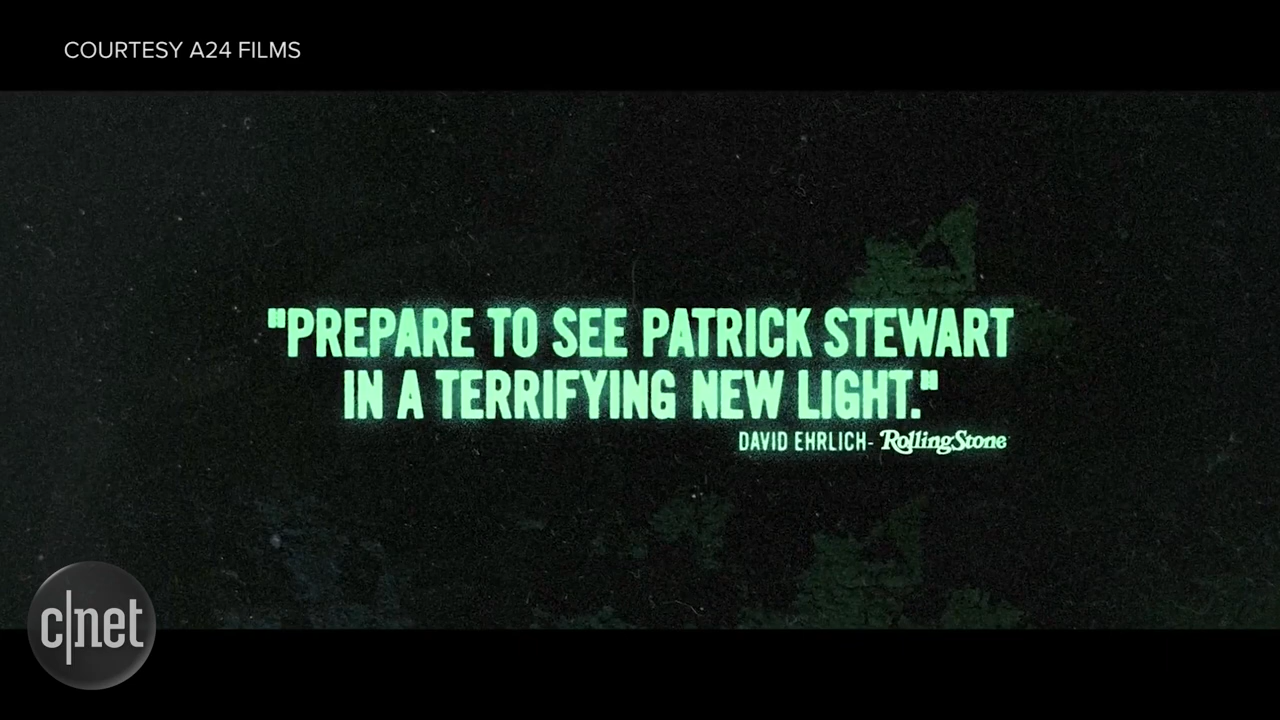 COURTESY A24 FILMS
"PREPARE TO SEE PATRICK STEWART
IN A TERRIFYING NEW LIGHT."
DAVID EHRLICH- RollingStone
c|net